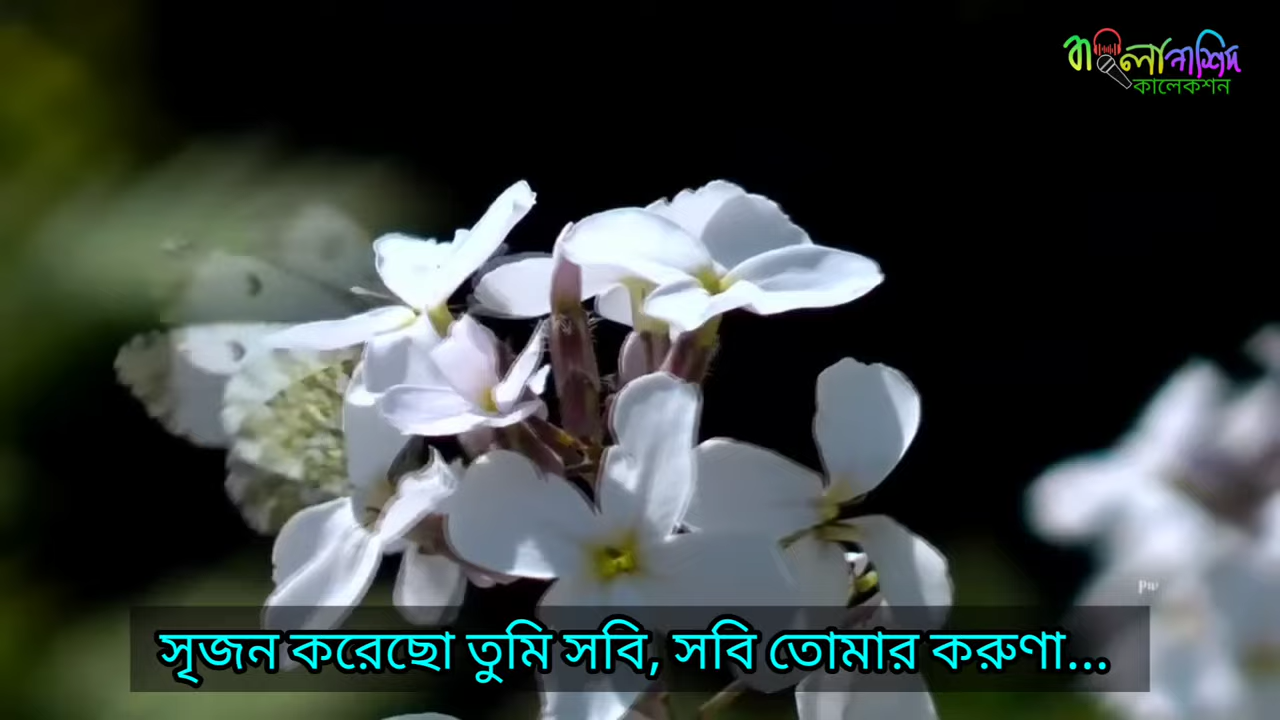 বাংলা নাশিদ
কালেকশন
সৃজন করেছো তুমি সবি, সবি তোমার করুণা...